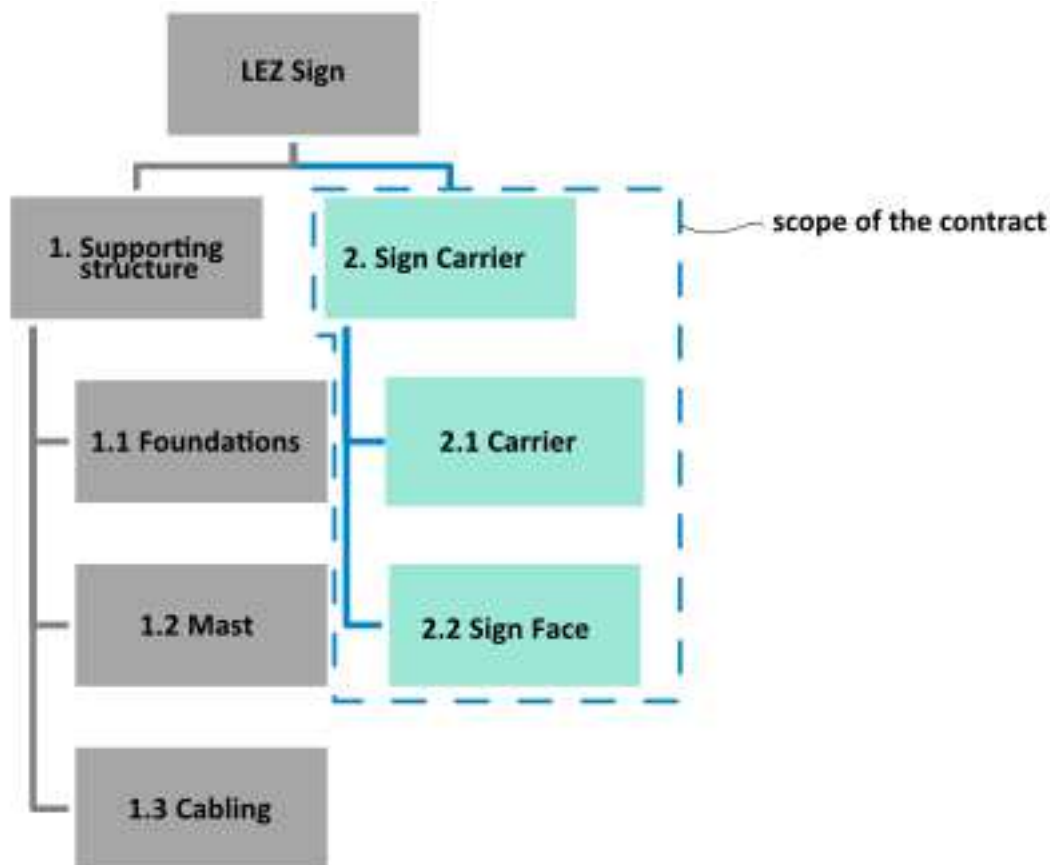 LEZ Sign
1. Supporting
structure
2. Sign Carrier
scope of the contract
1.1 Foundations
2.1 Carrier
1.2 Mast
2.2 Sign Face
1.3 Cabling